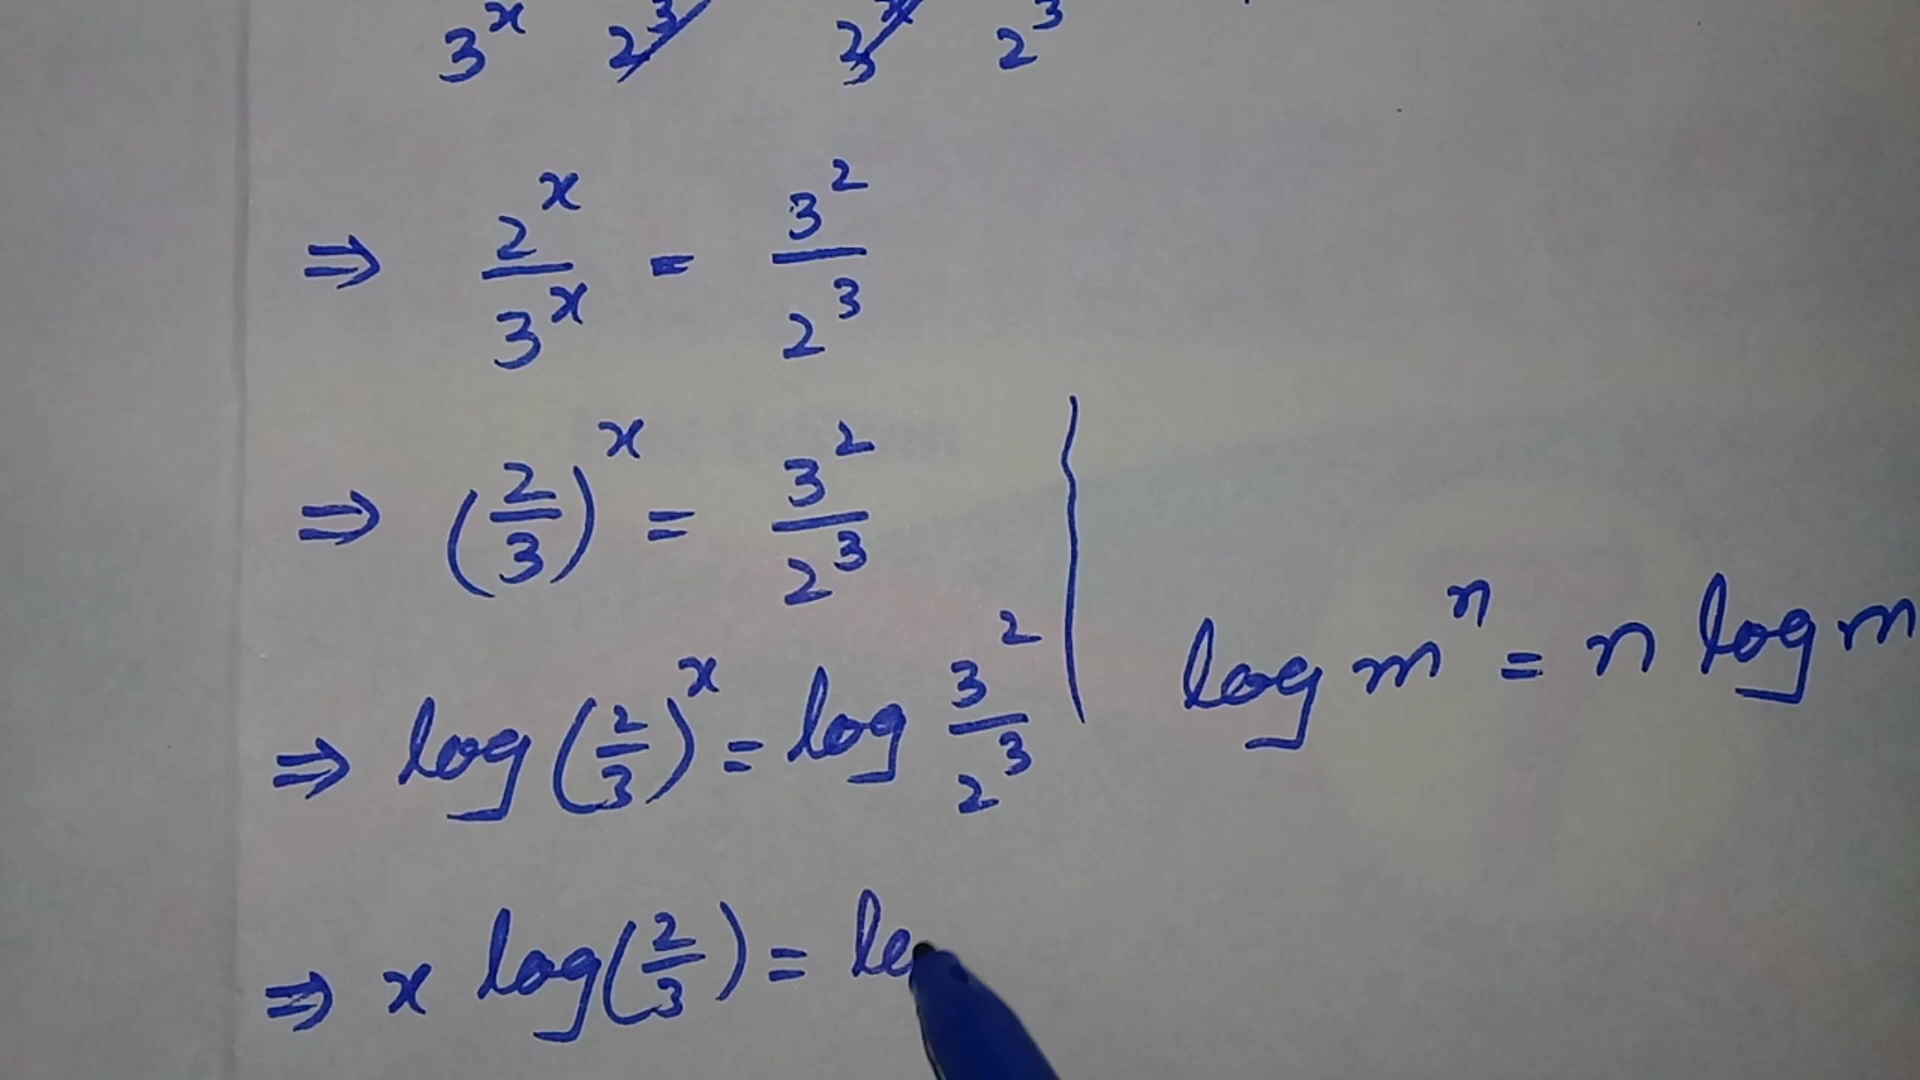 3^x 2^3 3^x 2^3
⇒ 2^x/3^x = 3^2/2^3
⇒ (2/3)^x = 3^2/2^3
⇒ log (2/3)^x = log 3^2/2^3
log m^n = n log m
⇒ x log(2/3) = lo